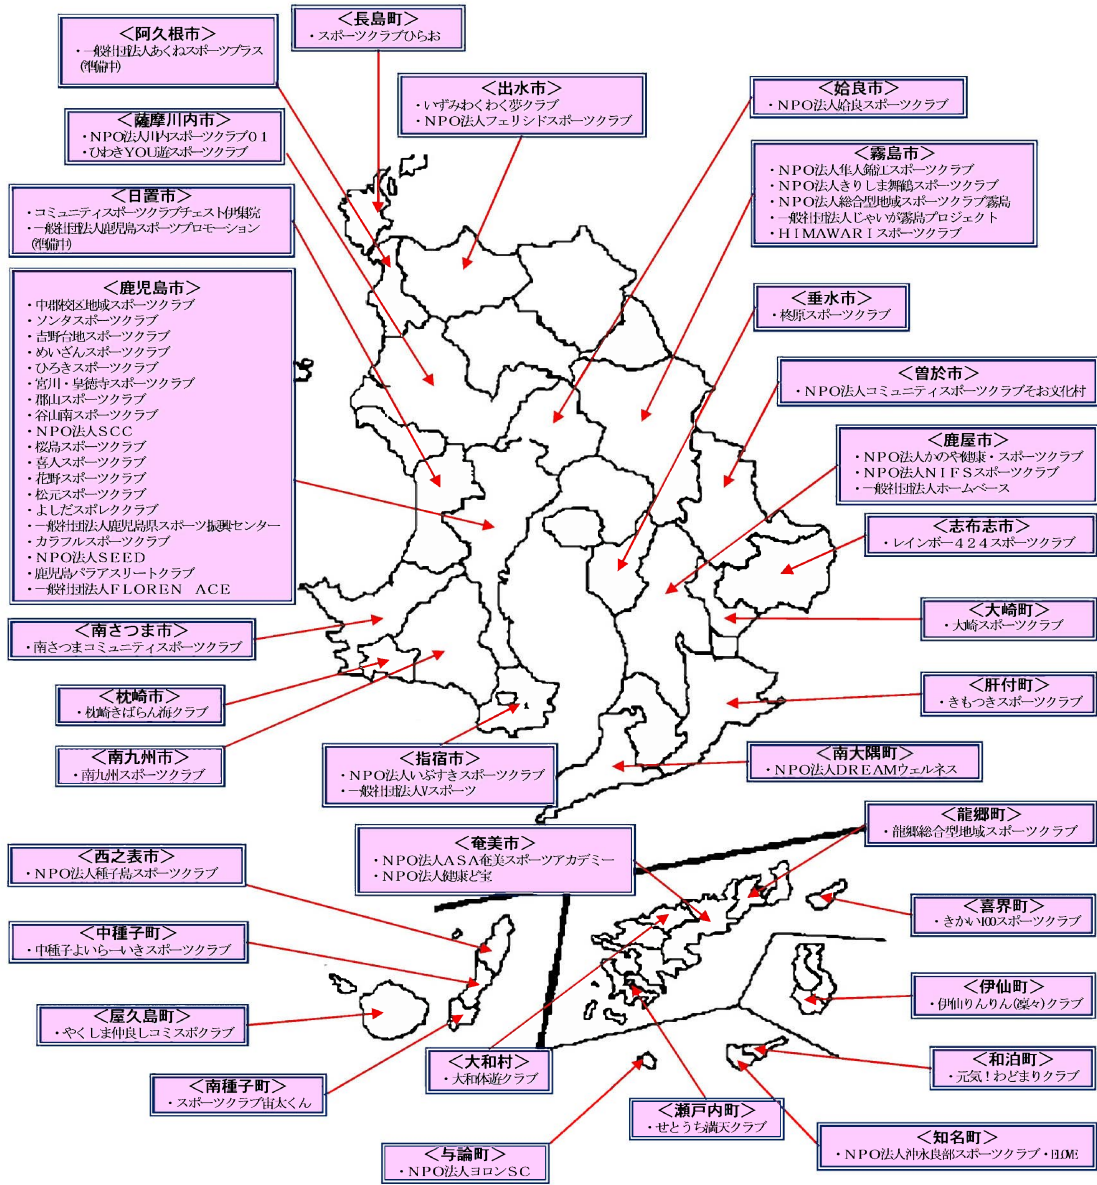 ＜長島町＞
・スポーツクラブひらお
＜阿久根市＞
・一般社団法人あくねスポーツプラス
（準備中）
＜出水市＞
・いずみわくわく夢クラブ
・ＮＰＯ法人フェリシドスポーツクラブ
＜姶良市＞
・ＮＰＯ法人姶良スポーツクラブ
＜薩摩川内市＞
・ＮＰＯ法人川内スポーツクラブ０１
・ひわきＹＯＵ遊スポーツクラブ
＜霧島市＞
・ＮＰＯ法人隼人錦江スポーツクラブ
・ＮＰＯ法人きりしま舞鶴スポーツクラブ
・ＮＰＯ法人総合型地域スポーツクラブ霧島
・一般社団法人じゃいが霧島プロジェクト
・ＨＩＭＡＷＡＲＩスポーツクラブ
＜日置市＞
・コミュニティスポーツクラブチェスト伊集院
・一般社団法人鹿児島スポーツプロモーション
（準備中）
＜鹿児島市＞
・中郡校区地域スポーツクラブ
・ソンタスポーツクラブ
・吉野台地スポーツクラブ
・めいざんスポーツクラブ
・ひろきスポーツクラブ
・宮川・皇徳寺スポーツクラブ
・郡山スポーツクラブ
・谷山南スポーツクラブ
・ＮＰＯ法人ＳＣＣ
・桜島スポーツクラブ
・喜人スポーツクラブ
・花野スポーツクラブ
・松元スポーツクラブ
・よしだスポレククラブ
・一般社団法人鹿児島県スポーツ振興センター
・カラフルスポーツクラブ
・ＮＰＯ法人ＳＥＥＤ
・鹿児島パラアスリートクラブ
・一般社団法人ＦＬＯＲＥＮ　ＡＣＥ
＜垂水市＞
・柊原スポーツクラブ
＜曽於市＞
・ＮＰＯ法人コミュニティスポーツクラブそお文化村
＜鹿屋市＞
・ＮＰＯ法人かのや健康・スポーツクラブ
・ＮＰＯ法人ＮＩＦＳスポーツクラブ
・一般社団法人ホームベース
＜志布志市＞
・レインボー４２４スポーツクラブ
＜大崎町＞
・大崎スポーツクラブ
＜南さつま市＞
・南さつまコミュニティスポーツクラブ
＜肝付町＞
・きもつきスポーツクラブ
＜枕崎市＞
・枕崎さばらん海クラブ
＜南九州市＞
・南九州スポーツクラブ
＜指宿市＞
・ＮＰＯ法人いぶすきスポーツクラブ
・一般社団法人Vスポーツ
＜南大隅町＞
・ＮＰＯ法人ＤＲＥＡＭウェルネス
＜龍郷町＞
・龍郷総合型地域スポーツクラブ
＜奄美市＞
・ＮＰＯ法人ＡＳＡ奄美スポーツアカデミー
・ＮＰＯ法人健康ど宝
＜西之表市＞
・ＮＰＯ法人種子島スポーツクラブ
＜喜界町＞
・きかい100スポーツクラブ
＜中種子町＞
・中種子よいらーいきスポーツクラブ
＜伊仙町＞
・伊仙りんりん（凜々）クラブ
＜屋久島町＞
・やくしま仲良しコミスポクラブ
＜大和村＞
・大和体遊クラブ
＜和泊町＞
・元気！わどまりクラブ
＜南種子町＞
・スポーツクラブ宙太くん
＜瀬戸内町＞
・せとうち満天クラブ
＜知名町＞
・ＮＰＯ法人沖永良部スポーツクラブ・ELOVE
＜与論町＞
・ＮＰＯ法人ヨロンＳＣ